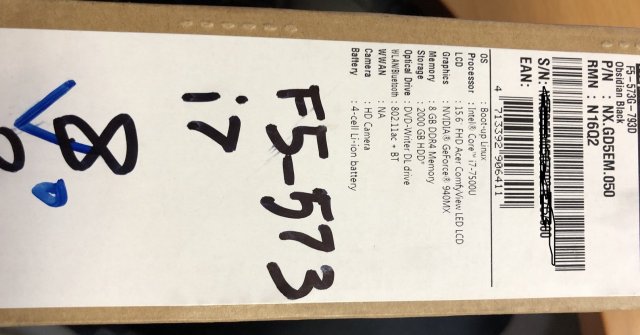 F5-573G-793D
Obsidian Black
P/N : NX.GD5EM.050
RMN : N16Q2
S/N:
EAN:
4 713392 906411
OS : Boot-up Linux
Processor : Intel® Core™ i7-7500U
LCD : 15.6" FHD Acer ComfyView LED LCD
Graphics : NVIDIA® GeForce® 940MX
Memory : 8 GB DDR4 Memory
Storage : 2000 GB HDD*
Optical Drive : DVD-Writer DL drive
WLAN/Bluetooth : 802.11ac + BT
WWAN : NA
Camera : HD Camera
Battery : 4-cell Li-ion battery
F5-573
i7
8